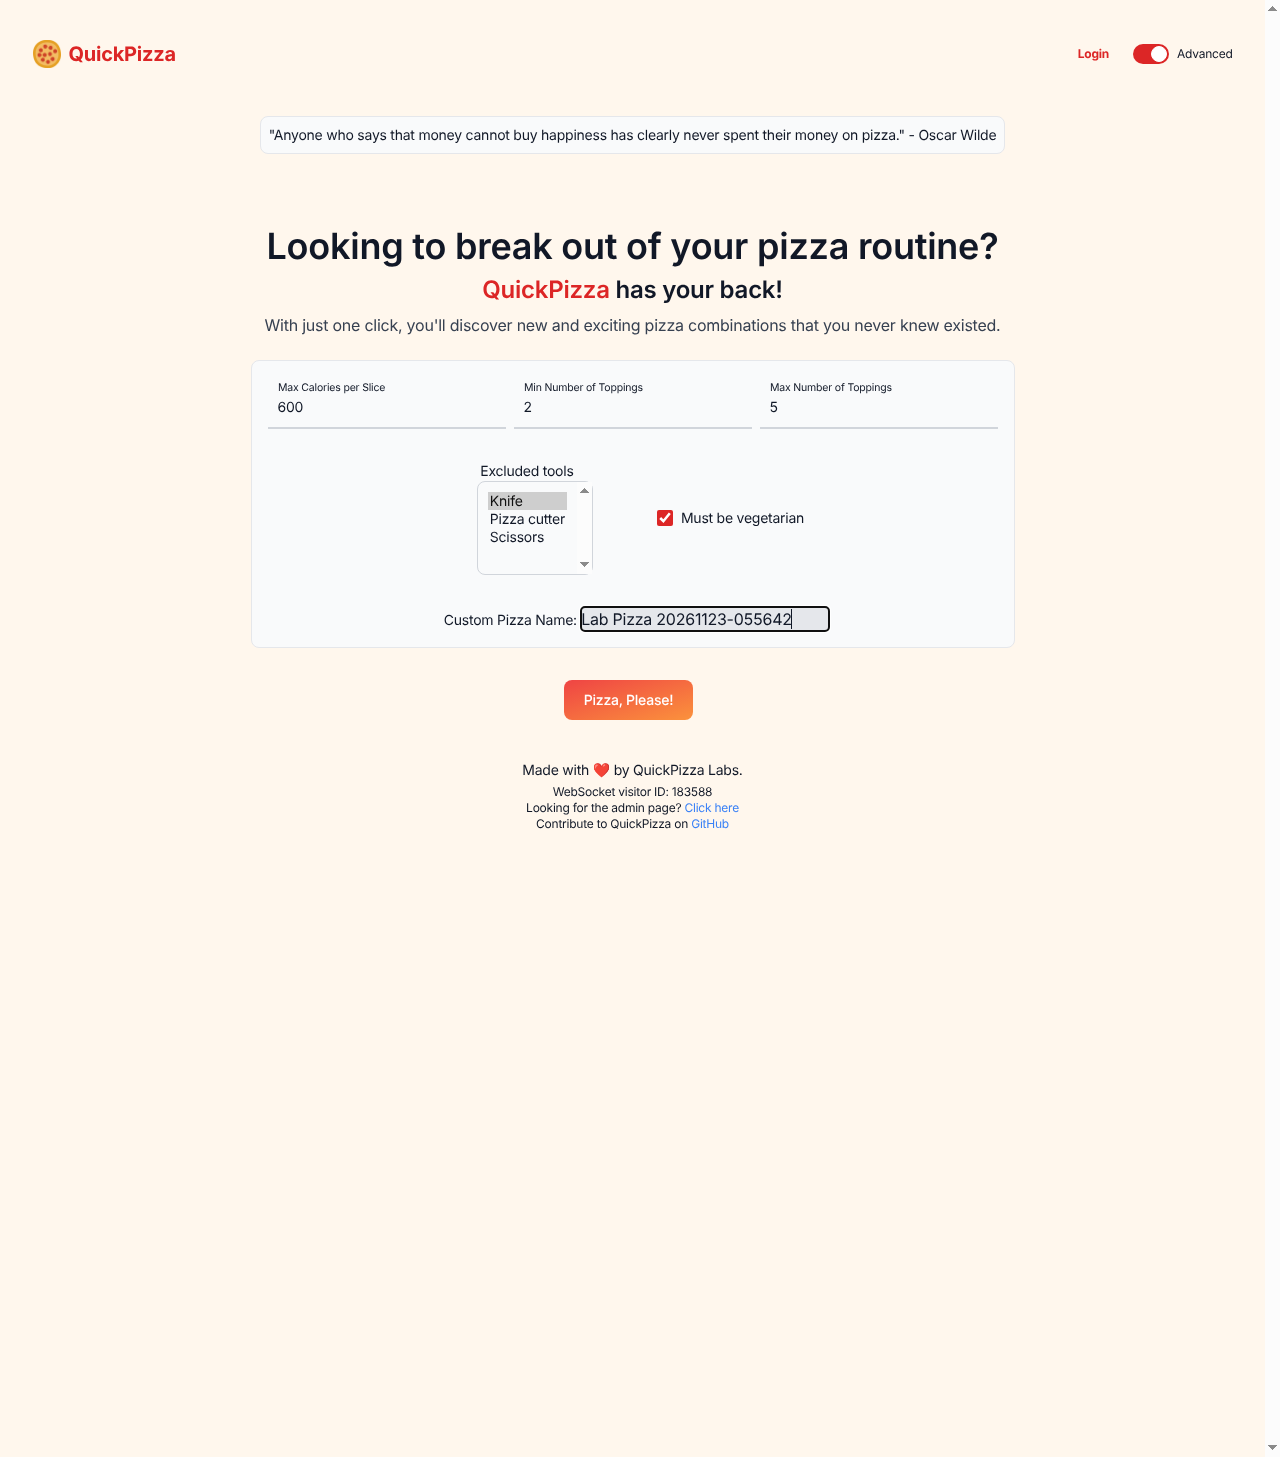 QuickPizza
Login
Advanced
"Anyone who says that money cannot buy happiness has clearly never spent their money on pizza." - Oscar Wilde
Looking to break out of your pizza routine?
QuickPizza has your back!
With just one click, you'll discover new and exciting pizza combinations that you never knew existed.
Max Calories per Slice
600
Min Number of Toppings
2
Max Number of Toppings
5
Excluded tools
Knife
Pizza cutter
Scissors
Must be vegetarian
Custom Pizza Name: Lab Pizza 20261123-055642
Pizza, Please!
Made with ❤️ by QuickPizza Labs.
WebSocket visitor ID: 183588
Looking for the admin page? Click here
Contribute to QuickPizza on GitHub